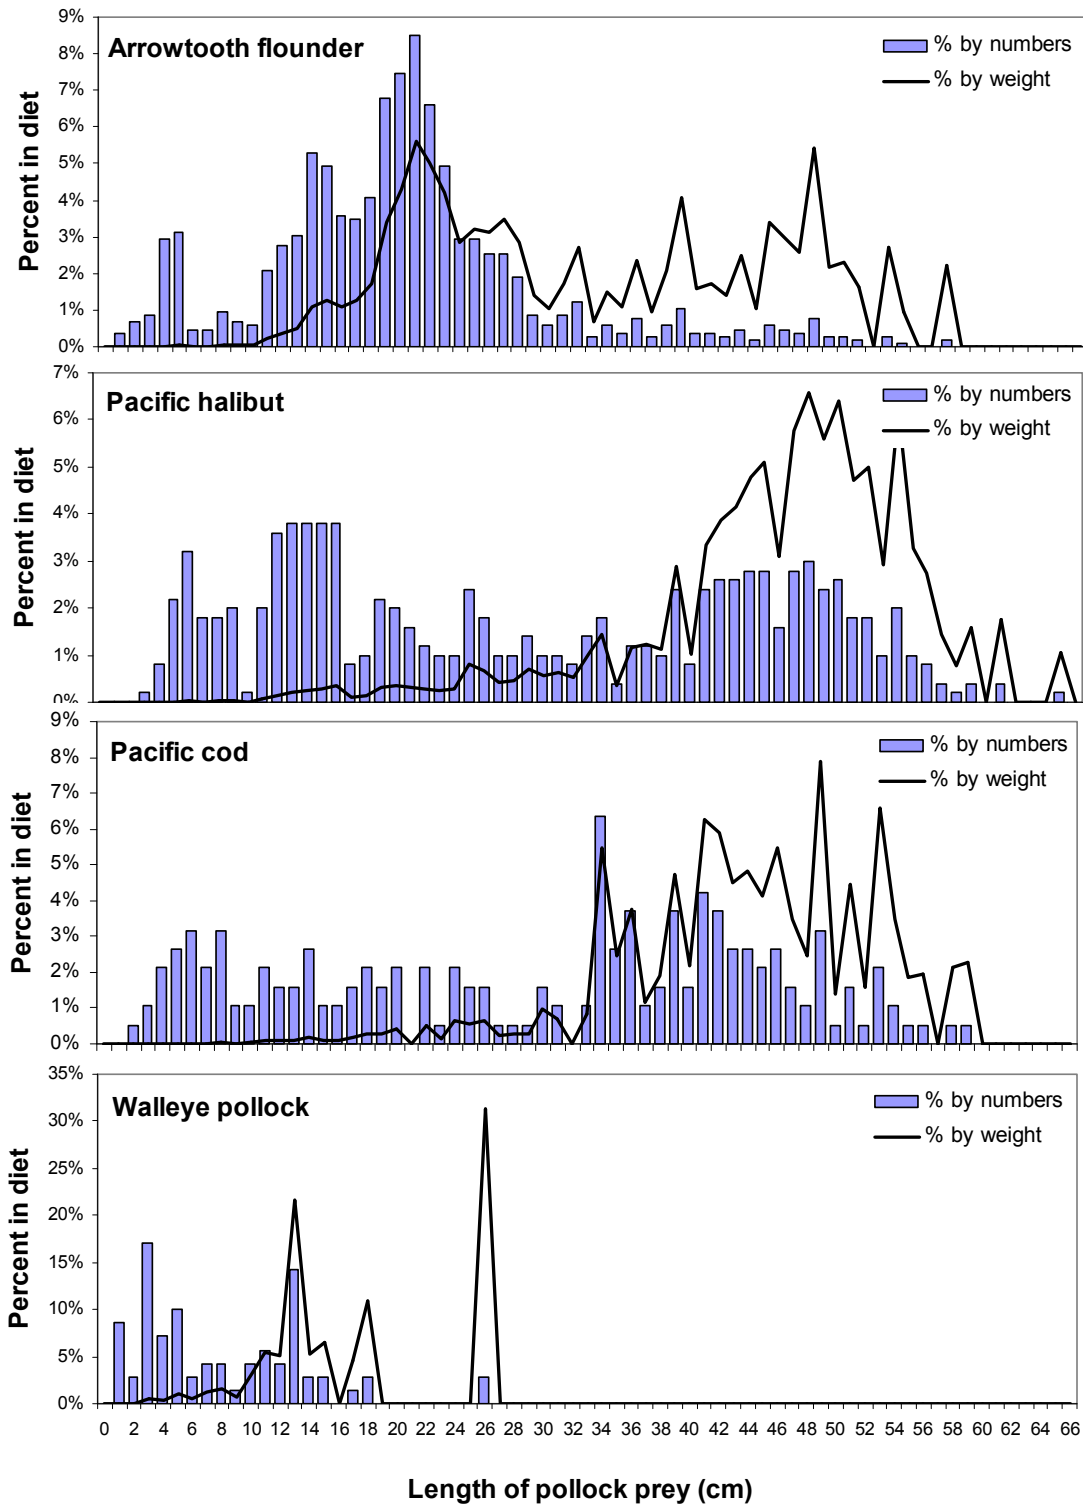 Arrowtooth flounder
% by numbers
% by weight
Percent in diet
9%
8%
7%
6%
5%
4%
3%
2%
1%
0%
Pacific halibut
% by numbers
% by weight
Percent in diet
7%
6%
5%
4%
3%
2%
1%
0%
Pacific cod
% by numbers
% by weight
Percent in diet
9%
8%
7%
6%
5%
4%
3%
2%
1%
0%
Walleye pollock
% by numbers
% by weight
Percent in diet
35%
30%
25%
20%
15%
10%
5%
0%
0 2 4 6 8 10 12 14 16 18 20 22 24 26 28 30 32 34 36 38 40 42 44 46 48 50 52 54 56 58 60 62 64 66
Length of pollock prey (cm)